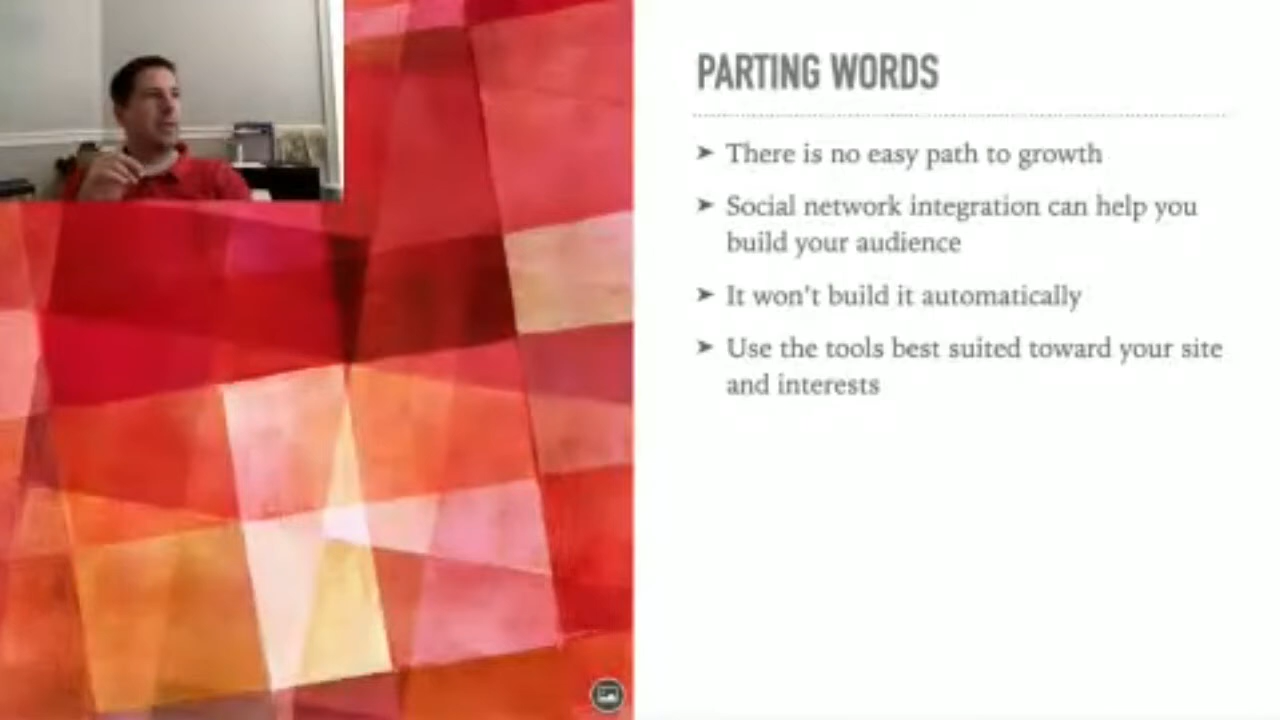 PARTING WORDS
➤ There is no easy path to growth
➤ Social network integration can help you
build your audience
➤ It won't build it automatically
➤ Use the tools best suited toward your site
and interests